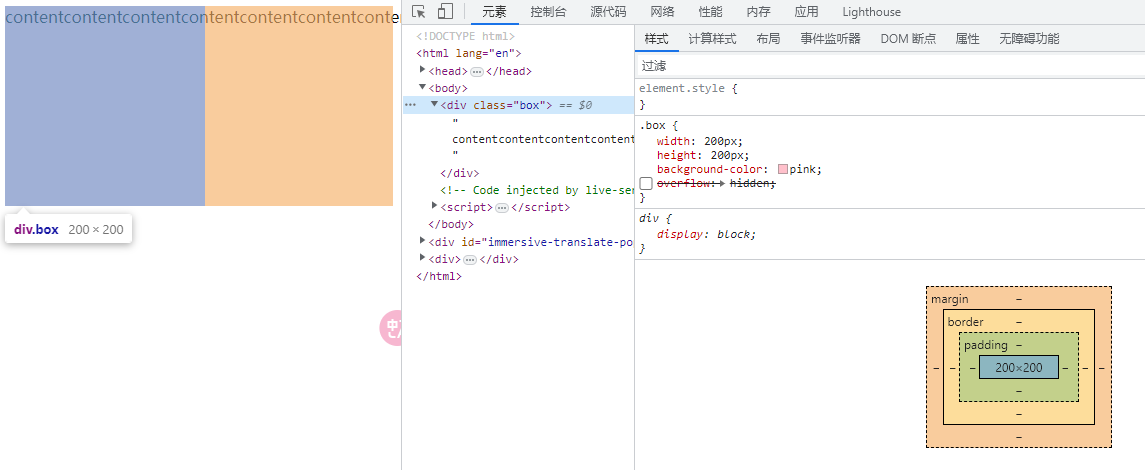 contentcontentcontentcontentcontentcontentconte
div.box 200 × 200
中
元素 控制台 源代码 网络 性能 内存 应用 Lighthouse
<!DOCTYPE html>
<html lang="en">
<head> ⋯ </head>
<body>
⋯ <div class="box"> == $0
"
contentcontentcontentcontent
"
</div>
<!-- Code injected by live-se
<script> ⋯ </script>
</body>
<div id="immersive-translate-po
<div> ⋯ </div>
</html>
样式 计算样式 布局 事件监听器 DOM 断点 属性 无障碍功能
过滤
element.style {
}
.box {
width: 200px;
height: 200px;
background-color: pink;
overflow: hidden;
}
div {
display: block;
}
margin –
border –
padding –
– – – 200×200 – – –
–
–
–